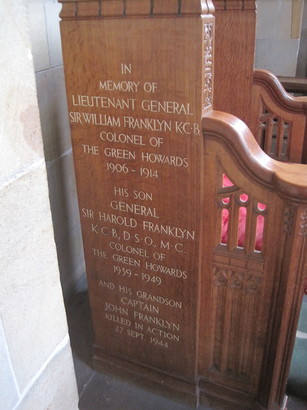 IN
MEMORY OF
LIEUTENANT GENERAL
SIR WILLIAM FRANKLYN K·C·B
COLONEL OF
THE GREEN HOWARDS
1906 - 1914
HIS SON
GENERAL
SIR HAROLD FRANKLYN
K·C·B, D·S·O·, M·C
COLONEL OF
THE GREEN HOWARDS
1939 - 1949
AND HIS GRANDSON
CAPTAIN
JOHN FRANKLYN
KILLED IN ACTION
27 SEPT. 1944